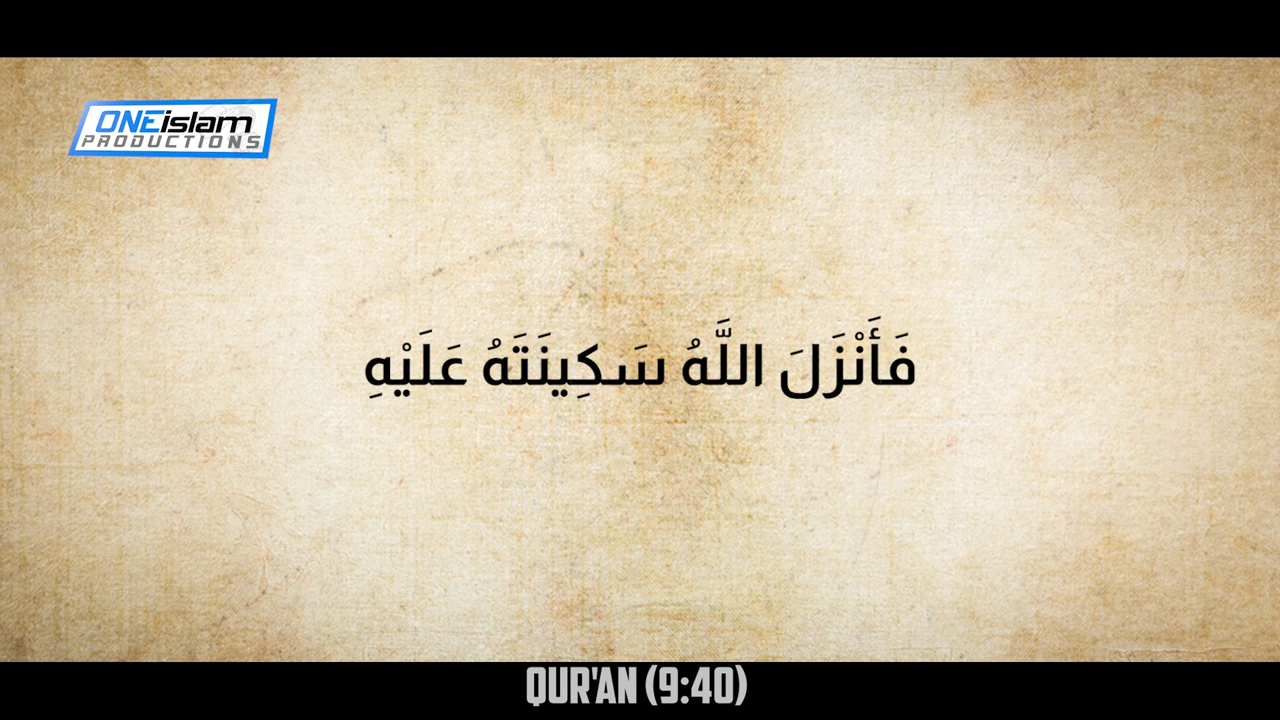 ONEislam
PRODUCTIONS
فَأَنْزَلَ اللَّهُ سَكِينَتَهُ عَلَيْهِ
QUR'AN (9:40)